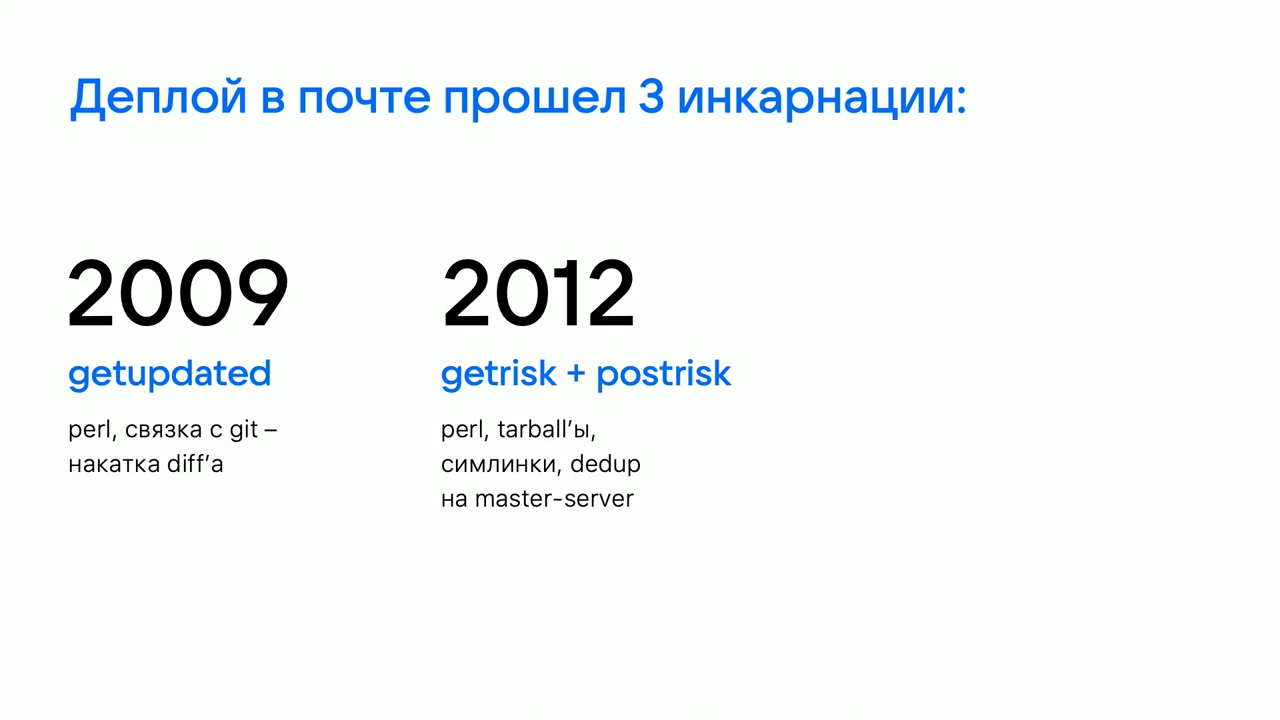 Деплой в почте прошел 3 инкарнации:
2009
getupdated
perl, связка с git –
накатка diff’а
2012
getrisk + postrisk
perl, tarball’ы,
симлинки, dedup
на master-server